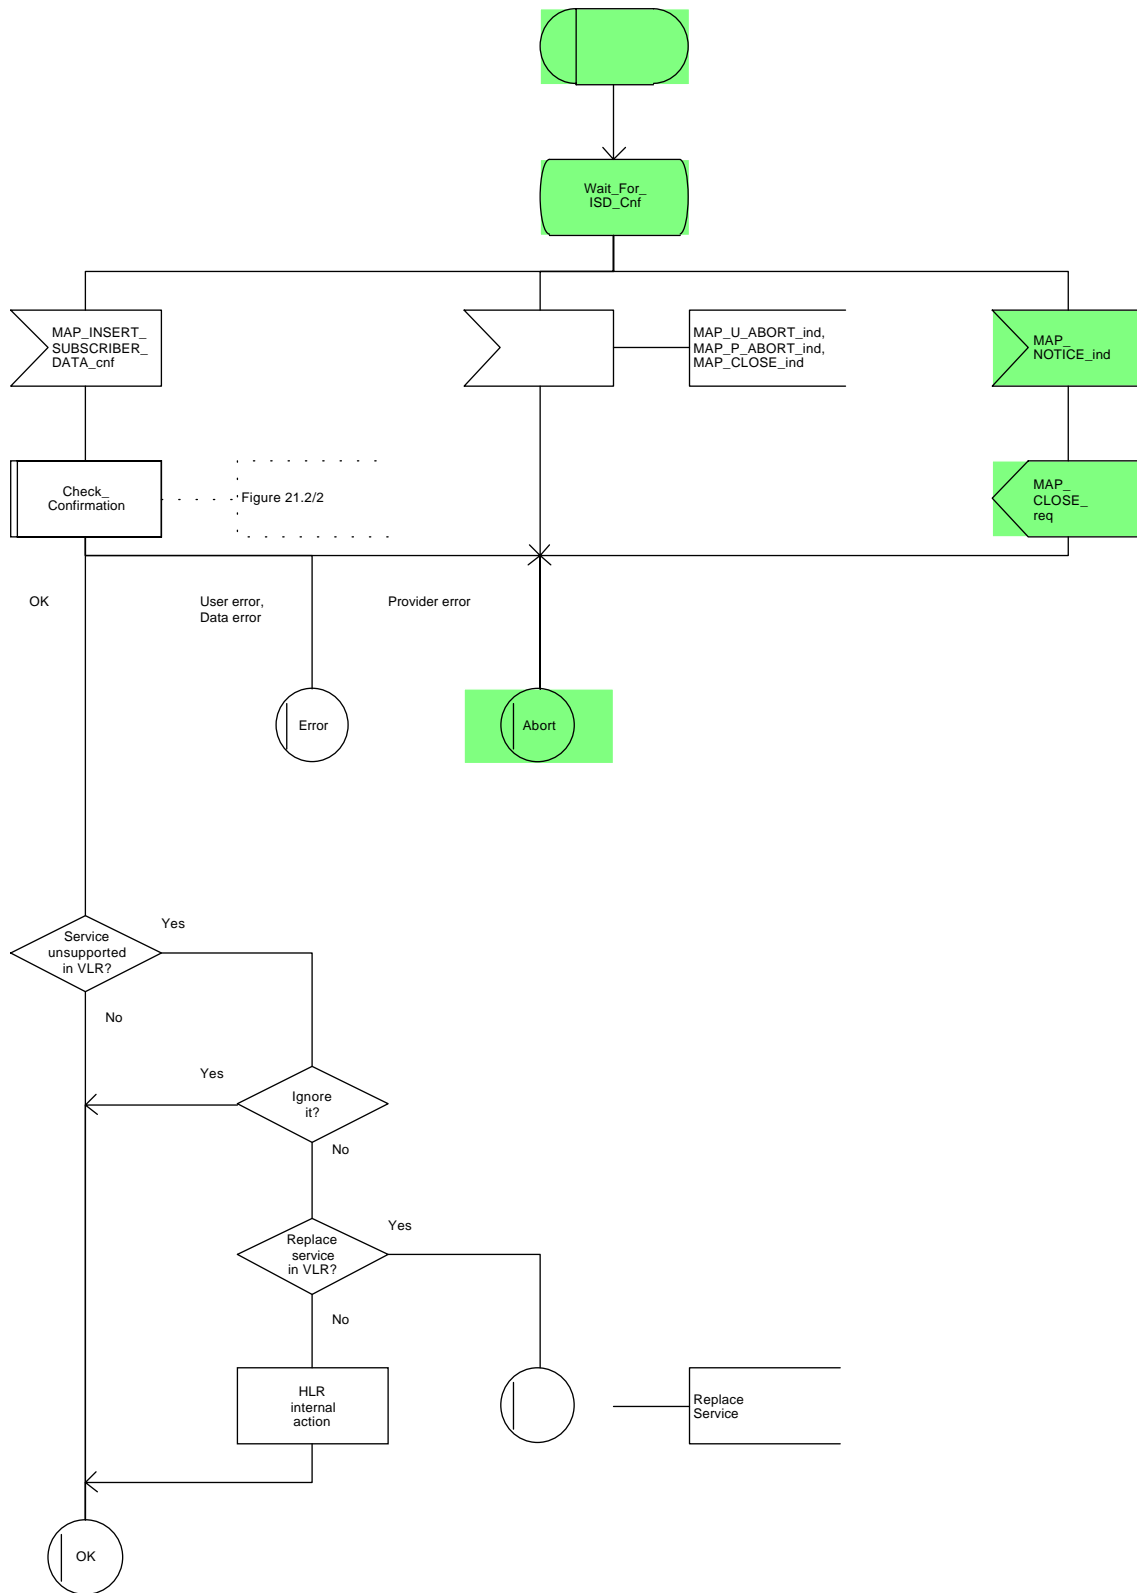 Wait_For_
ISD_Cnf
MAP_INSERT_
SUBSCRIBER_
DATA_cnf
MAP_U_ABORT_ind,
MAP_P_ABORT_ind,
MAP_CLOSE_ind
MAP_
NOTICE_ind
Check_
Confirmation
Figure 21.2/2
MAP_
CLOSE_
req
OK
User error,
Data error
Provider error
Error
Abort
Service
unsupported
in VLR?
Yes
No
Yes
Ignore
it?
No
Replace
service
in VLR?
Yes
No
HLR
internal
action
Replace
Service
OK